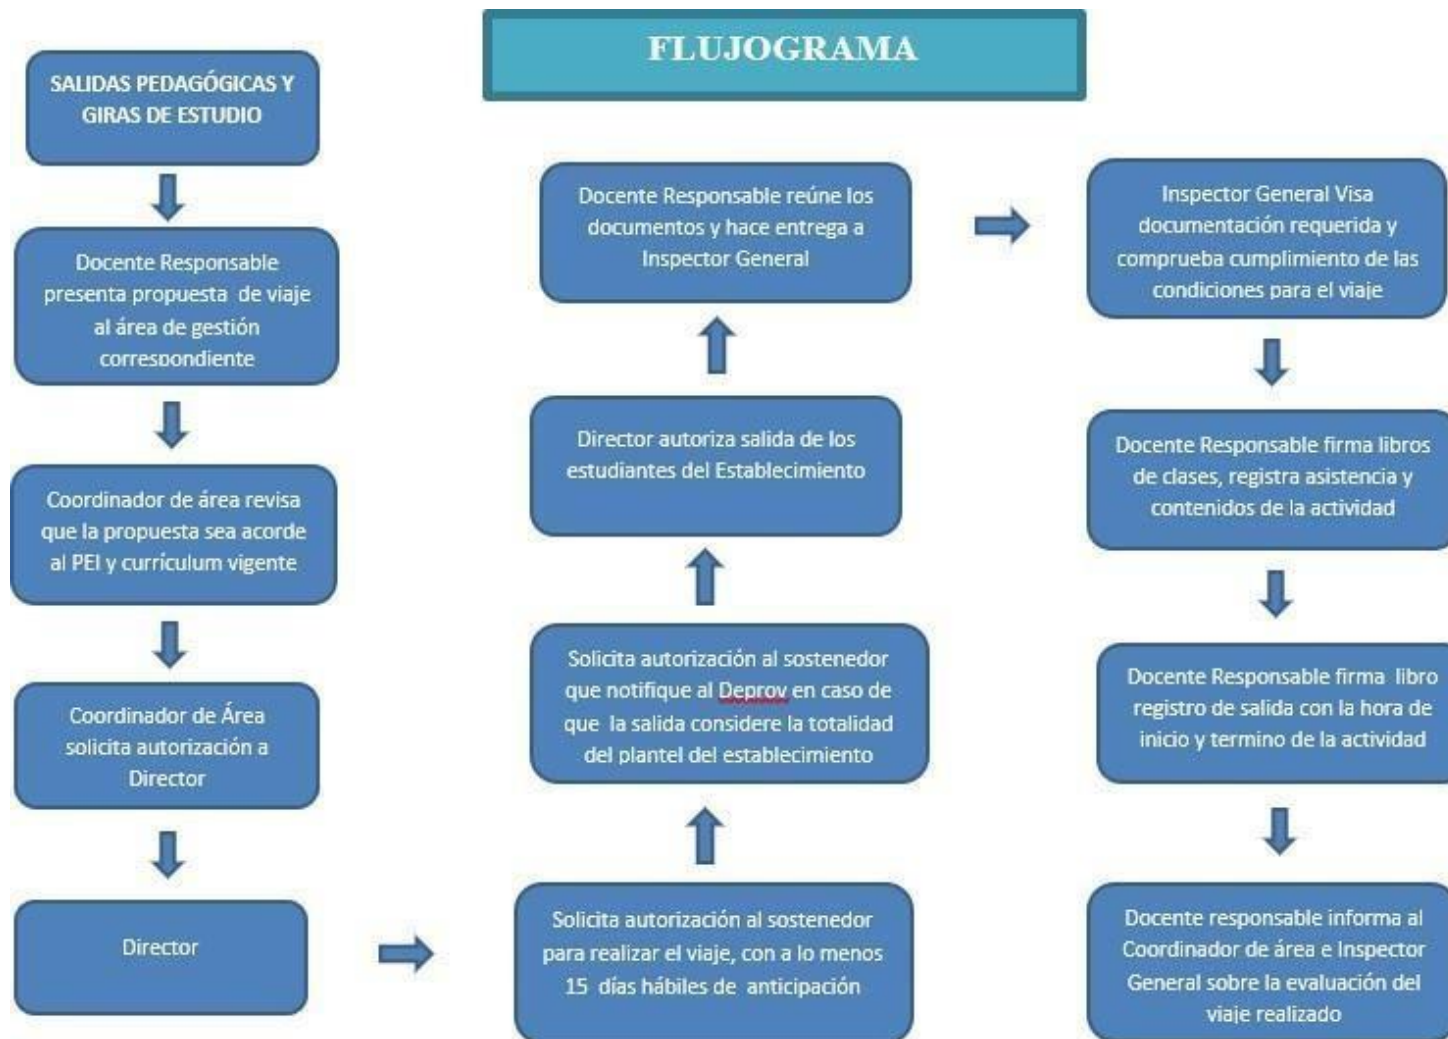 FLUJOGRAMA
SALIDAS PEDAGÓGICAS Y
GIRAS DE ESTUDIO
Docente Responsable
presenta propuesta de viaje
al área de gestión
correspondiente
Coordinador de área revisa
que la propuesta sea acorde
al PEI y currículum vigente
Coordinador de Área
solicita autorización a
Director
Director
Solicita autorización al sostenedor
para realizar el viaje, con a lo menos
15 días hábiles de anticipación
Solicita autorización al sostenedor
que notifique al Deprov en caso de
que la salida considere la totalidad
del plantel del establecimiento
Director autoriza salida de los
estudiantes del Establecimiento
Docente Responsable reúne los
documentos y hace entrega a
Inspector General
Inspector General Visa
documentación requerida y
comprueba cumplimiento de las
condiciones para el viaje
Docente Responsable firma libros
de clases, registra asistencia y
contenidos de la actividad
Docente Responsable firma libro
registro de salida con la hora de
inicio y termino de la actividad
Docente responsable informa al
Coordinador de área e Inspector
General sobre la evaluación del
viaje realizado